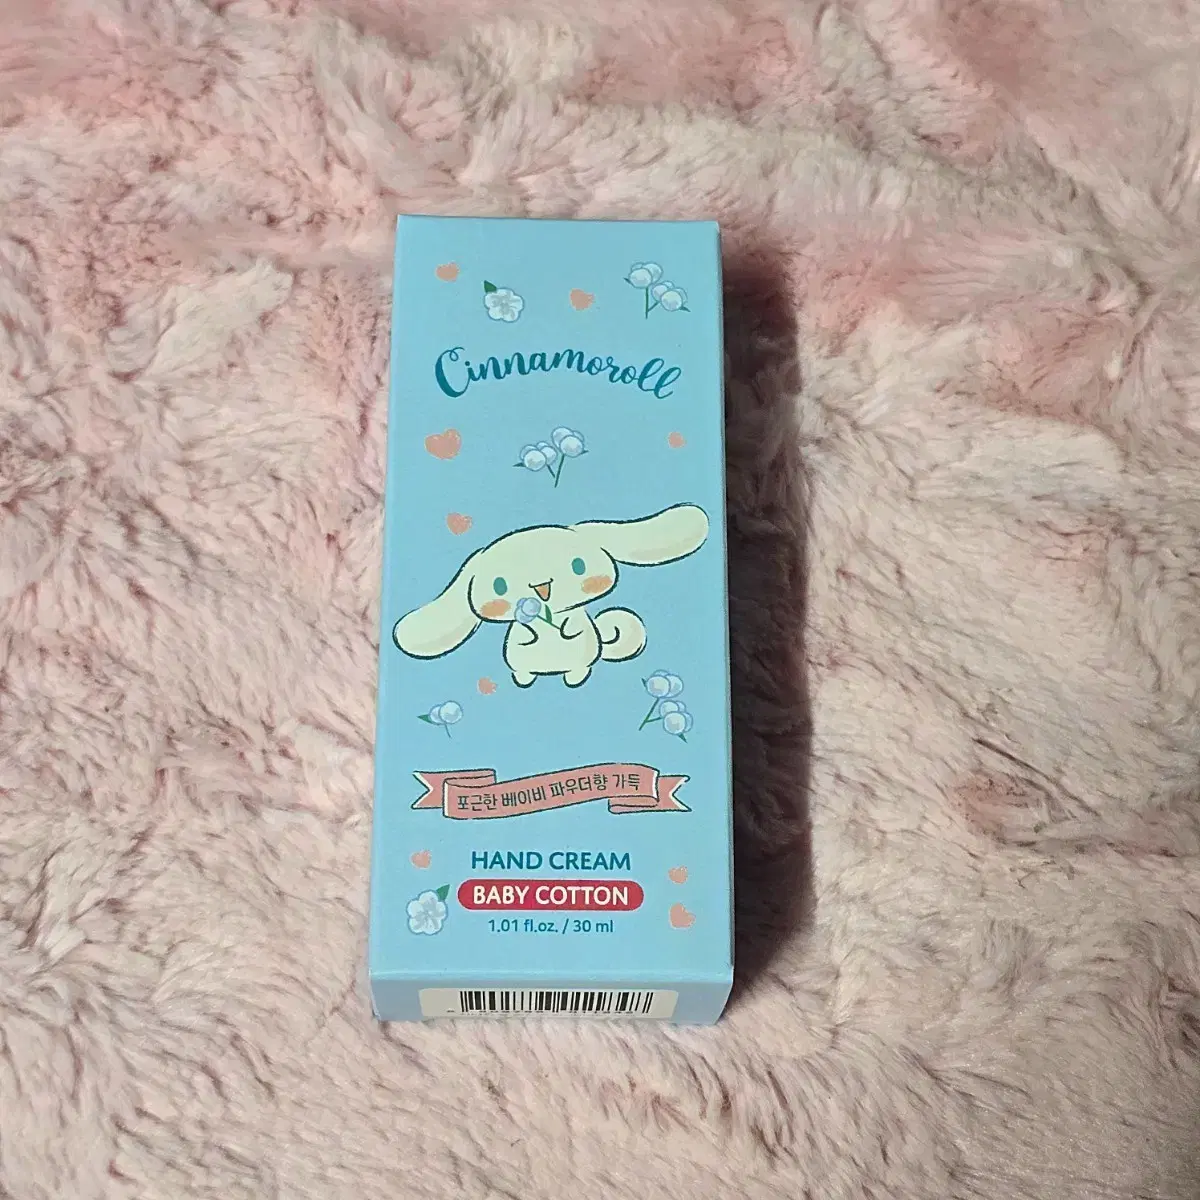 Cinnamoroll
포근한 베이비 파우더향 가득
HAND CREAM
BABY COTTON
1.01 fl.oz. / 30 ml